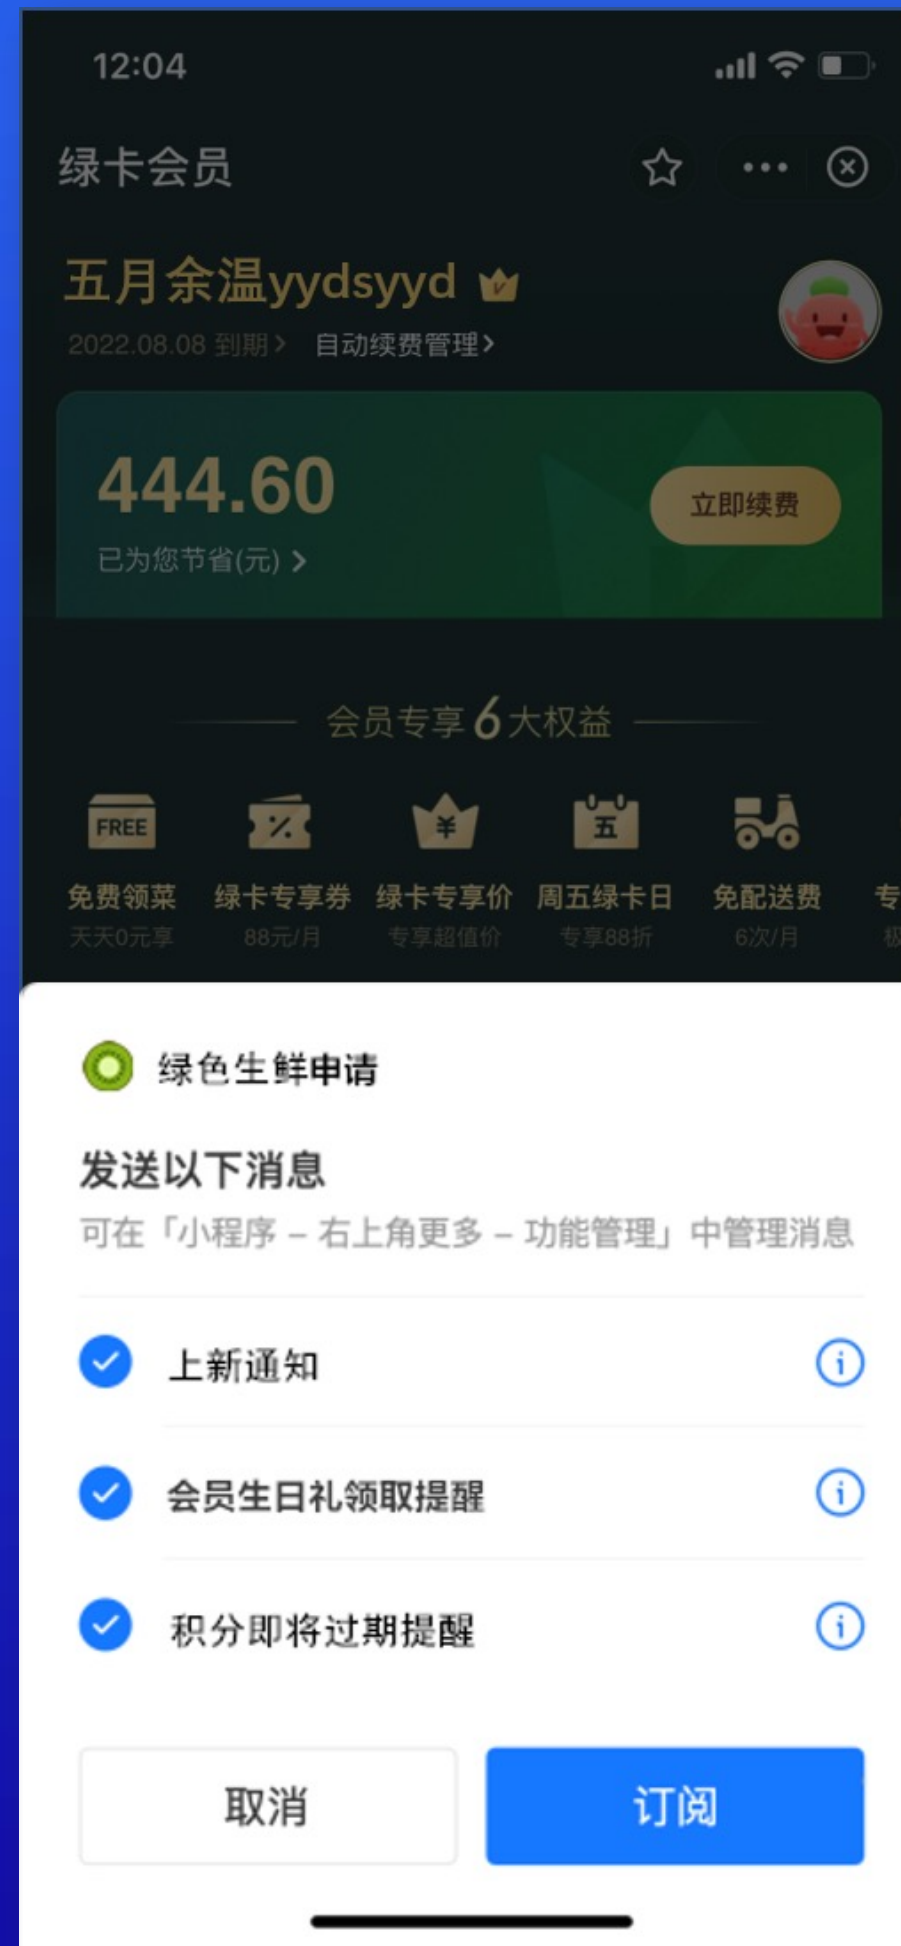 12:04
绿卡会员
五月余温yydsyyd
2022.08.08 到期> 自动续费管理>
444.60
立即续费
已为您节省(元) >
会员专享6大权益
FREE % ¥ 五
免费领菜 绿卡专享券 绿卡专享价 周五绿卡日 免配送费 专
天天0元享 88元/月 专享超值价 专享88折 6次/月 极
绿色生鲜申请
发送以下消息
可在「小程序 – 右上角更多 – 功能管理」中管理消息
上新通知
会员生日礼领取提醒
积分即将过期提醒
取消 订阅